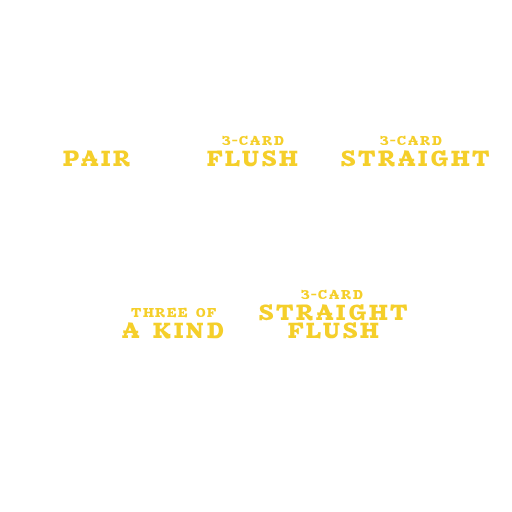 PAIR
3-CARD
FLUSH
3-CARD
STRAIGHT
THREE OF
A KIND
3-CARD
STRAIGHT
FLUSH